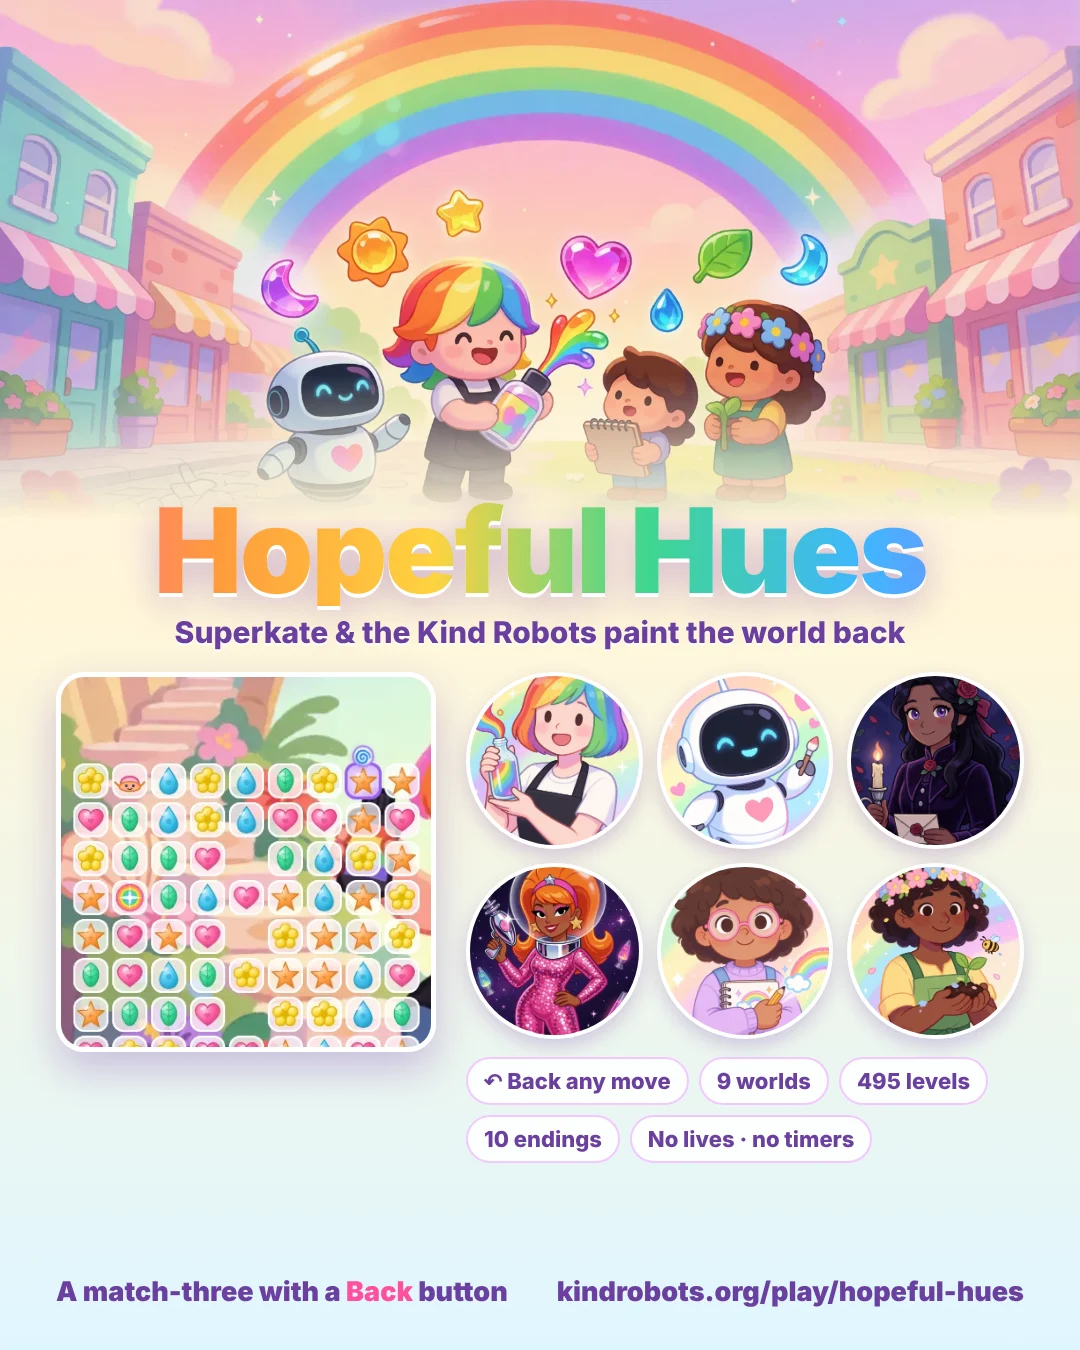 Hopeful Hues
Superkate & the Kind Robots paint the world back
↶ Back any move
9 worlds
495 levels
10 endings
No lives · no timers
A match-three with a Back button
kindrobots.org/play/hopeful-hues